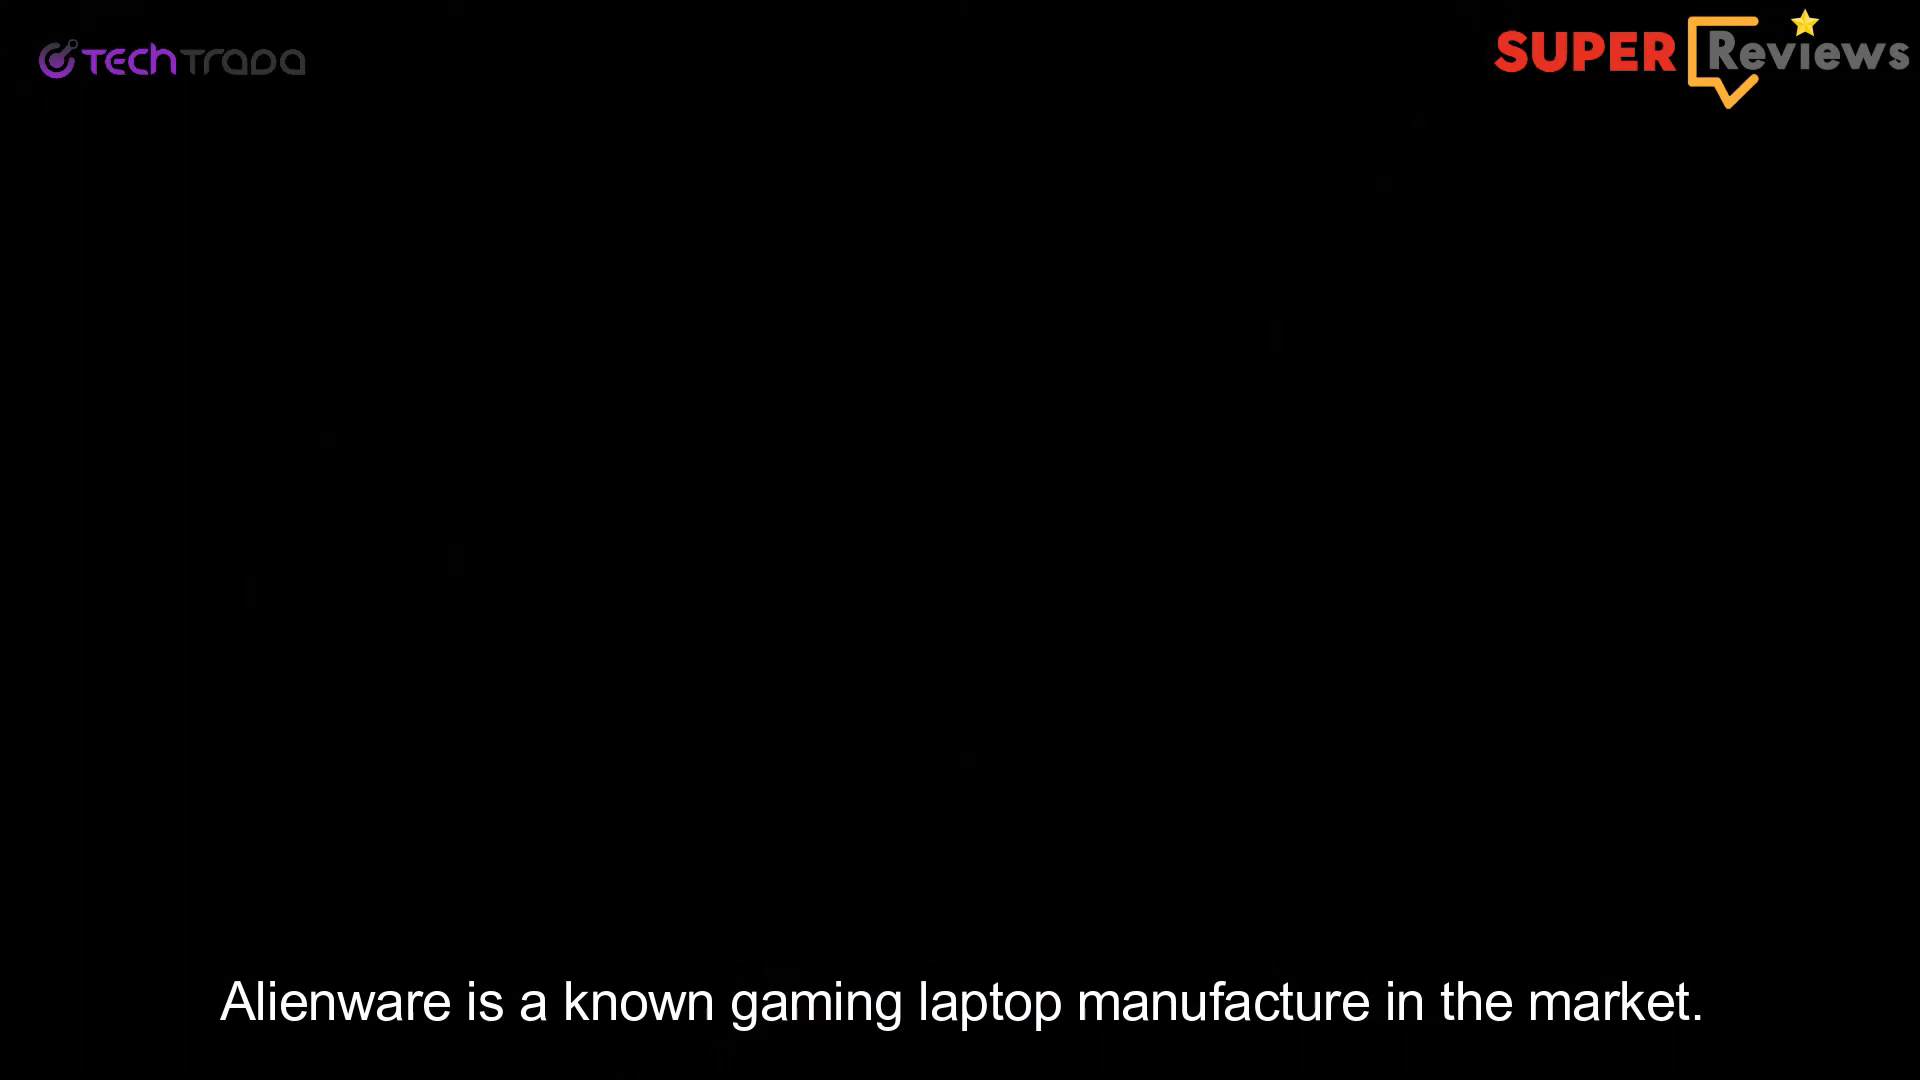 TECHTRADA
SUPER Reviews
Alienware is a known gaming laptop manufacture in the market.